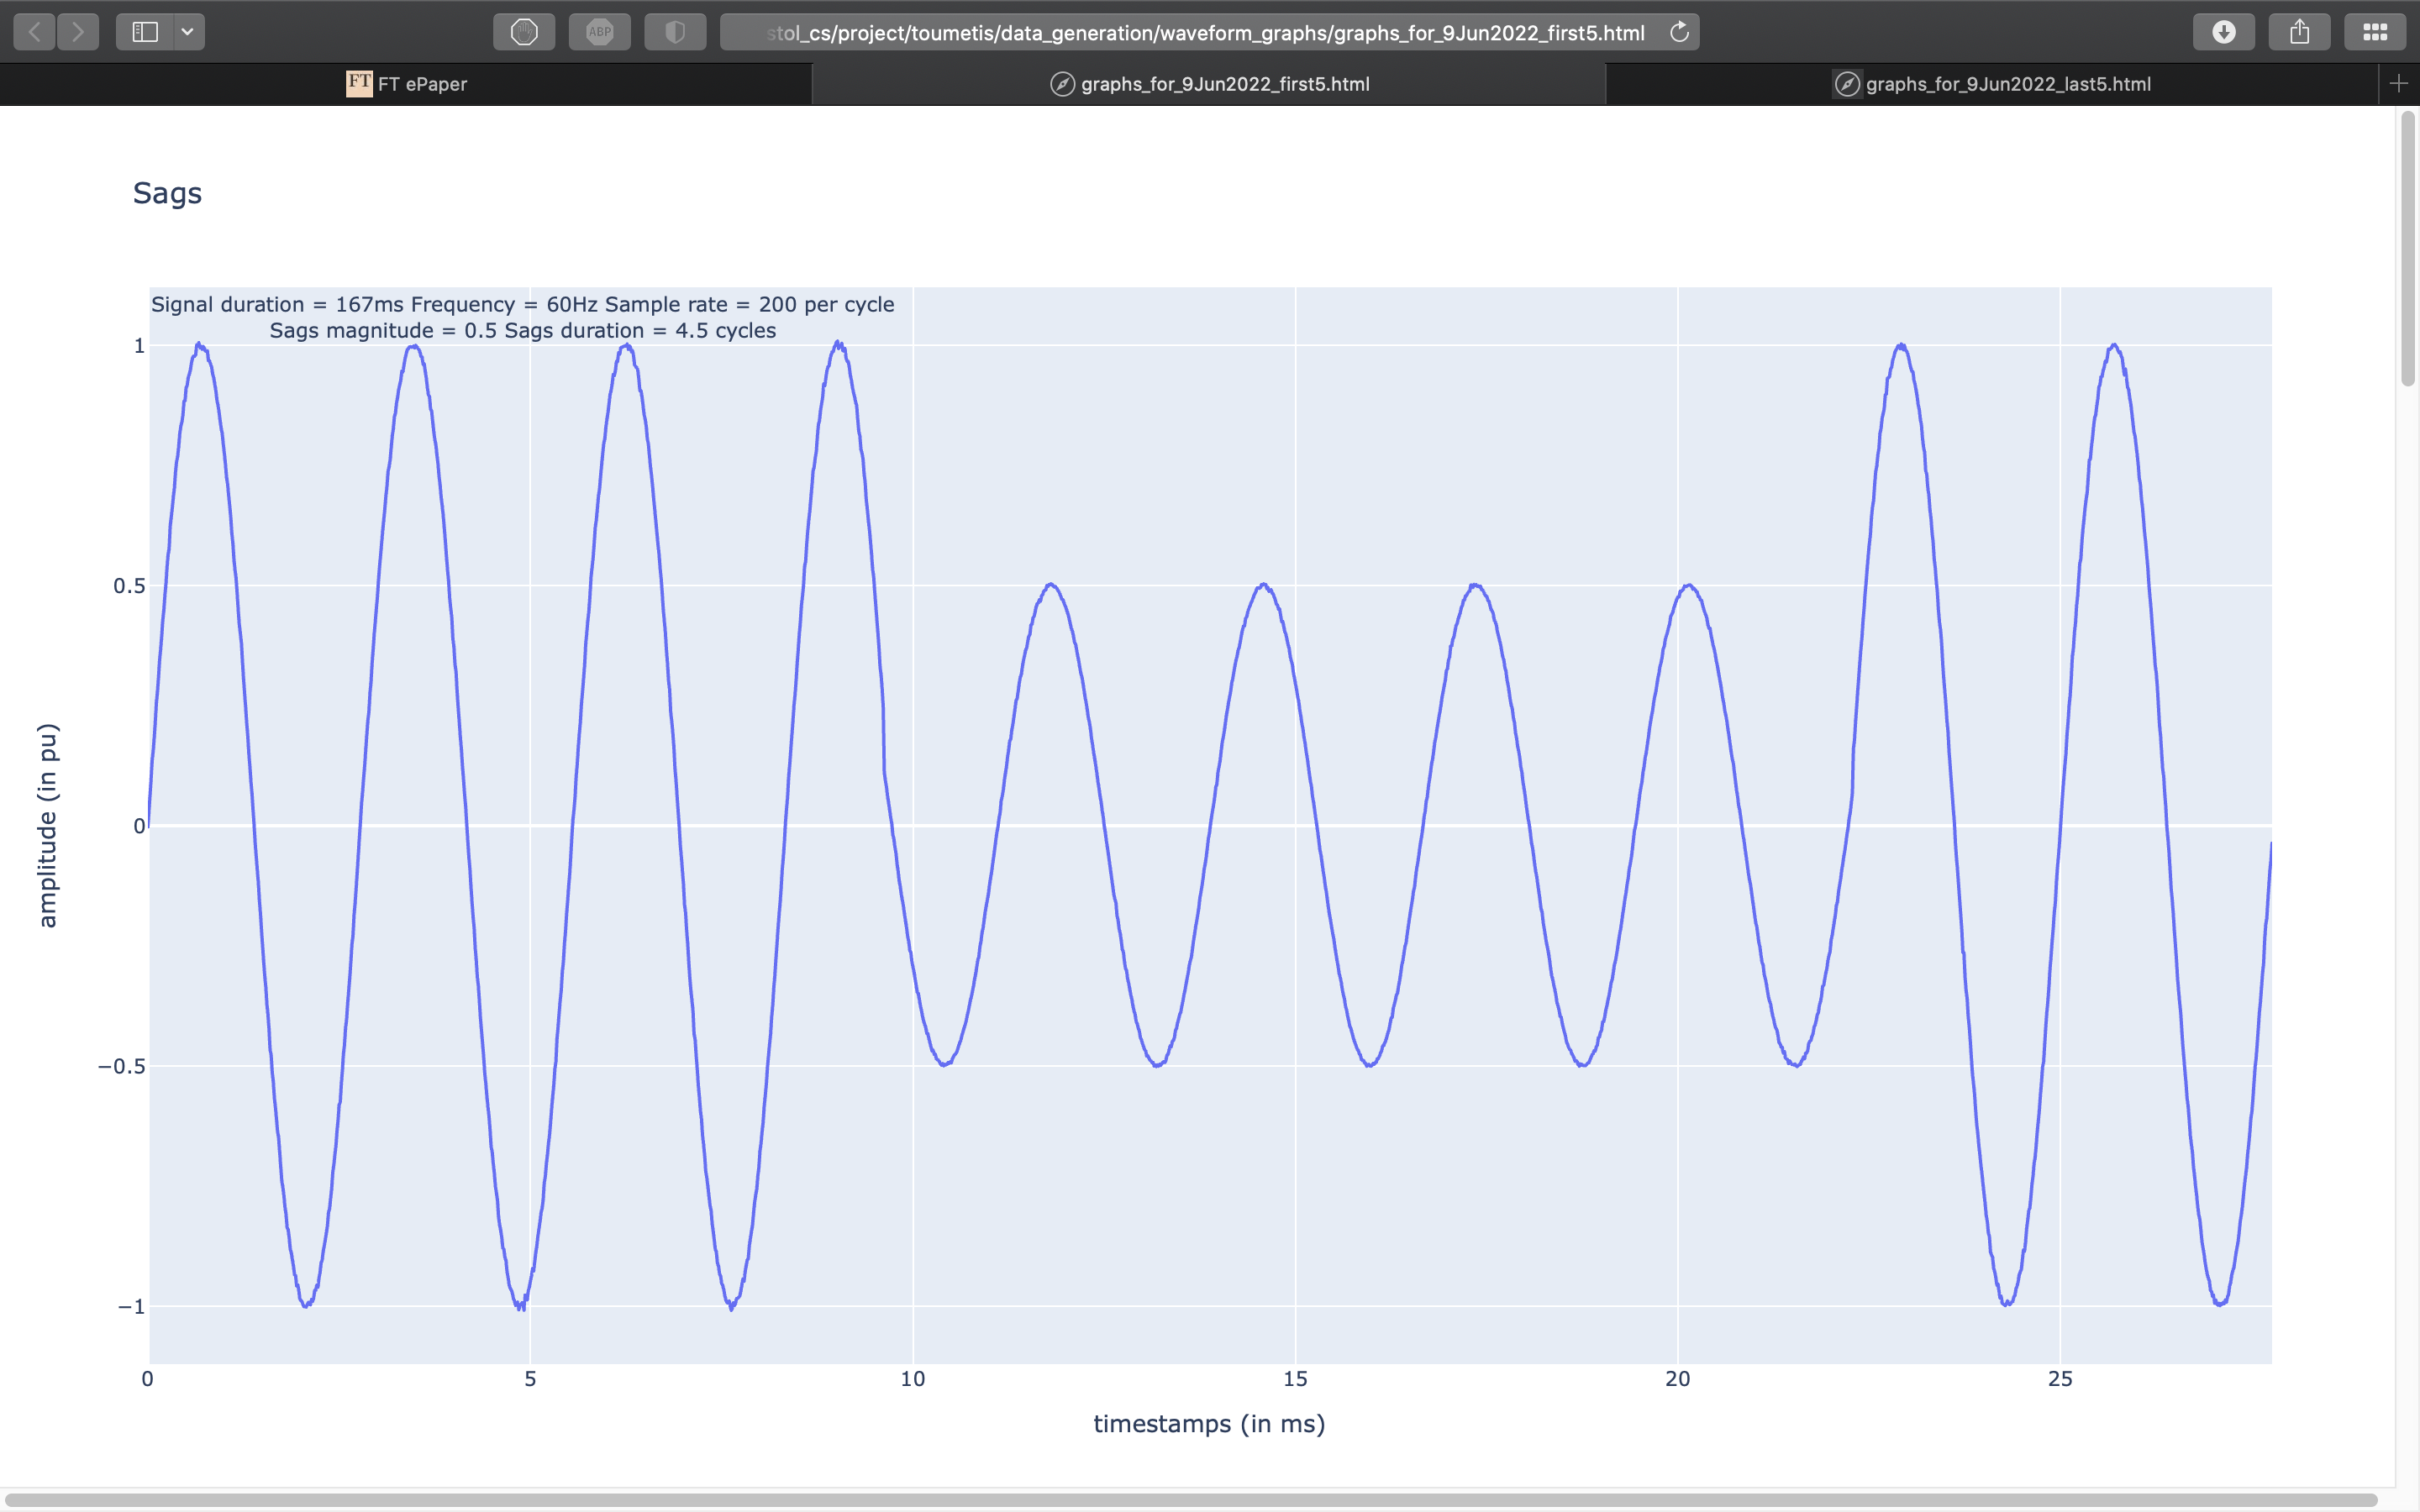 ABP
stol_cs/project/toumetis/data_generation/waveform_graphs/graphs_for_9Jun2022_first5.html
FT FT ePaper
graphs_for_9Jun2022_first5.html
graphs_for_9Jun2022_last5.html
Sags
Signal duration = 167ms Frequency = 60Hz Sample rate = 200 per cycle
Sags magnitude = 0.5 Sags duration = 4.5 cycles
1
0.5
0
−0.5
−1
amplitude (in pu)
0 5 10 15 20 25
timestamps (in ms)